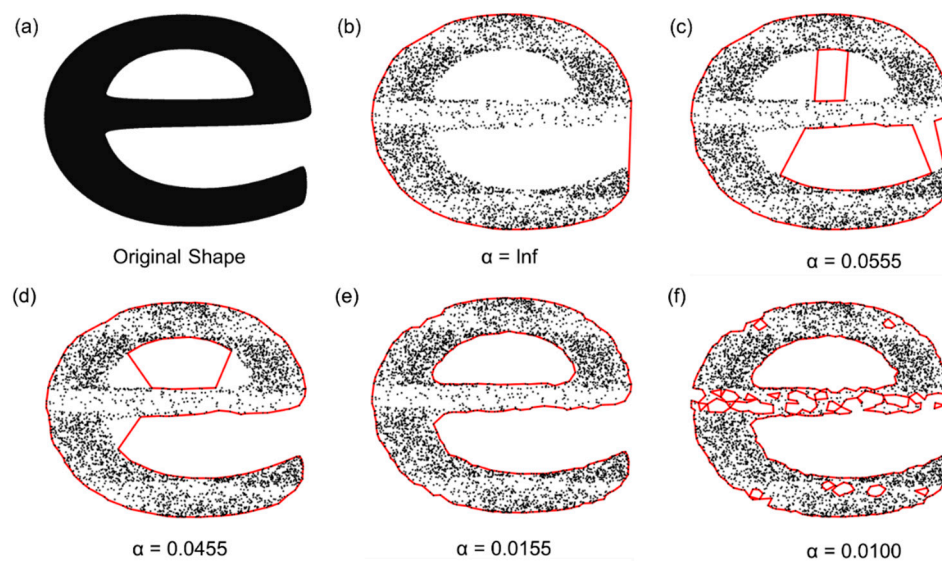 (a)
(b)
(c)
Original Shape
α = Inf
α = 0.0555
(d)
(e)
(f)
α = 0.0455
α = 0.0155
α = 0.0100